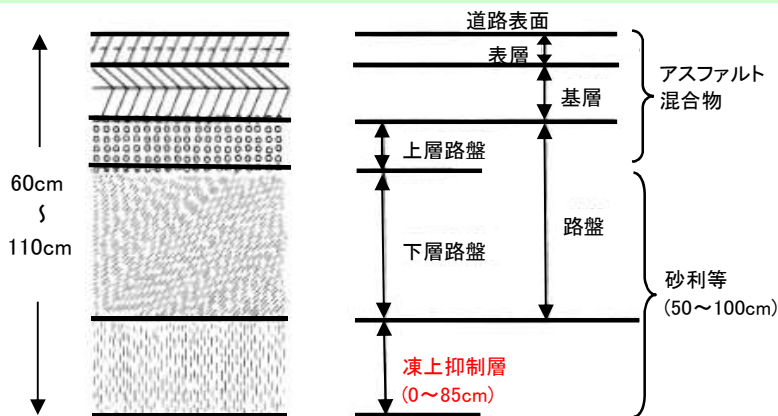 道路表面
表層
アスファルト
混合物
基層
上層路盤
60cm
～
110cm
路盤
下層路盤
砂利等
(50～100cm)
凍上抑制層
(0～85cm)